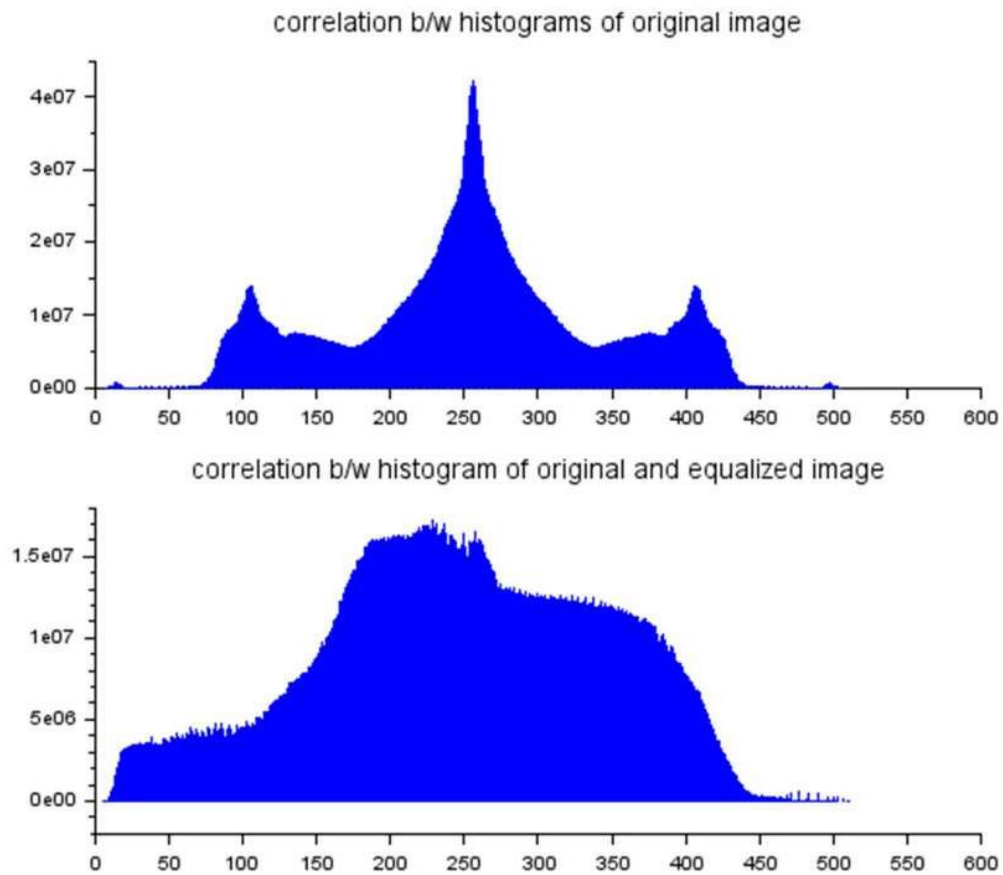 correlation b/w histograms of original image
4e07
3e07
2e07
1e07
0e00
0 50 100 150 200 250 300 350 400 450 500 550 600
correlation b/w histogram of original and equalized image
1.5e07
1e07
5e06
0e00
0 50 100 150 200 250 300 350 400 450 500 550 600